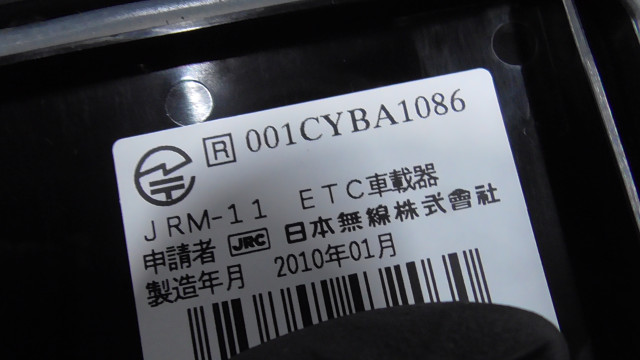 R 001CYBA1086
JRM-11 ETC車載器
申請者 JRC 日本無線株式會社
製造年月 2010年01月